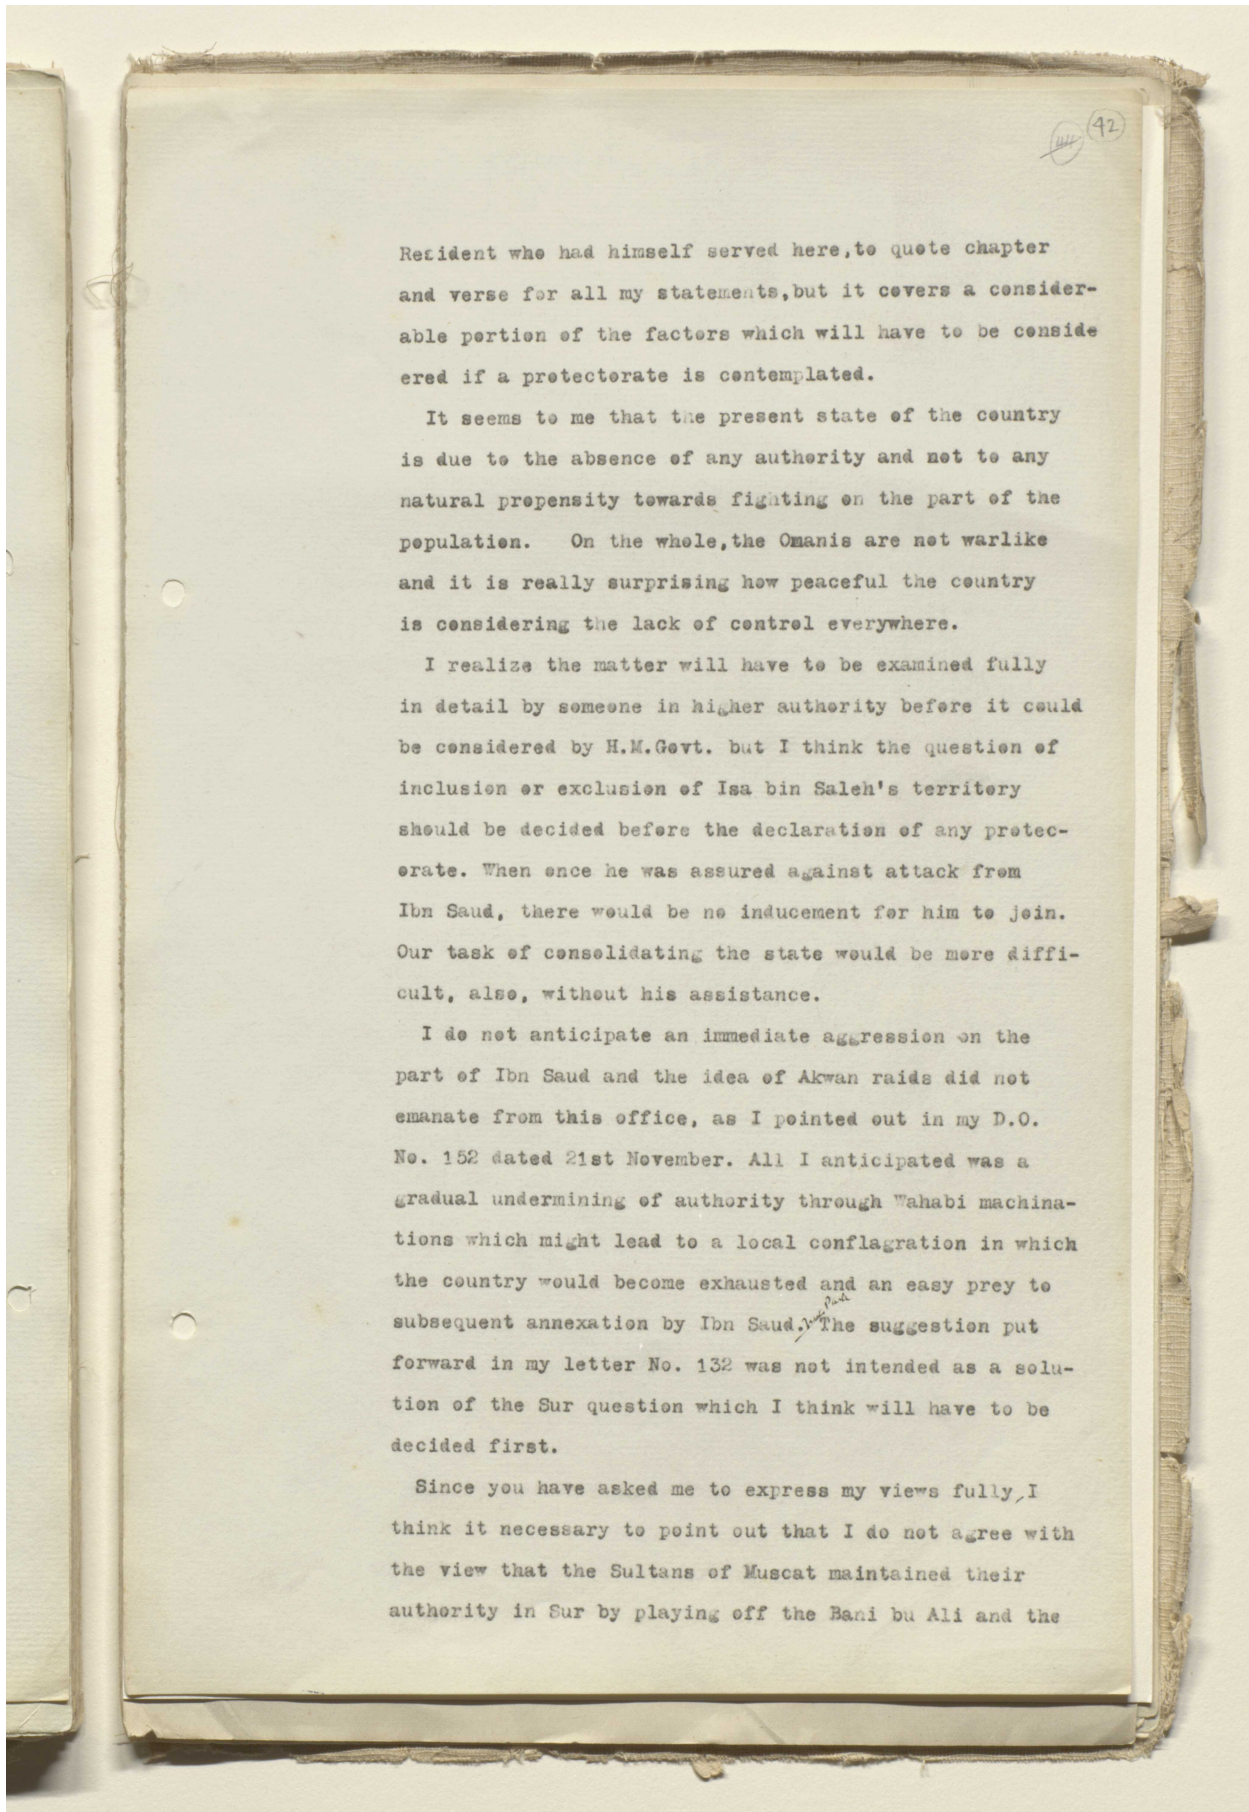 44 42
Resident who had himself served here,to quote chapter
and verse for all my statements,but it covers a consider-
able portion of the factors which will have to be conside
ered if a protectorate is contemplated.
It seems to me that the present state of the country
is due to the absence of any authority and not to any
natural propensity towards fighting on the part of the
population. On the whole,the Omanis are not warlike
and it is really surprising how peaceful the country
is considering the lack of control everywhere.
I realize the matter will have to be examined fully
in detail by someone in higher authority before it could
be considered by H.M.Govt. but I think the question of
inclusion or exclusion of Isa bin Saleh's territory
should be decided before the declaration of any protec-
orate. When once he was assured against attack from
Ibn Saud, there would be no inducement for him to join.
Our task of consolidating the state would be more diffi-
cult, also, without his assistance.
I do not anticipate an immediate aggression on the
part of Ibn Saud and the idea of Akwan raids did not
emanate from this office, as I pointed out in my D.O.
No. 152 dated 21st November. All I anticipated was a
gradual undermining of authority through Wahabi machina-
tions which might lead to a local conflagration in which
the country would become exhausted and an easy prey to
subsequent annexation by Ibn Saud. The suggestion put
forward in my letter No. 132 was not intended as a solu-
tion of the Sur question which I think will have to be
decided first.
Since you have asked me to express my views fully, I
think it necessary to point out that I do not agree with
the view that the Sultans of Muscat maintained their
authority in Sur by playing off the Bani bu Ali and the